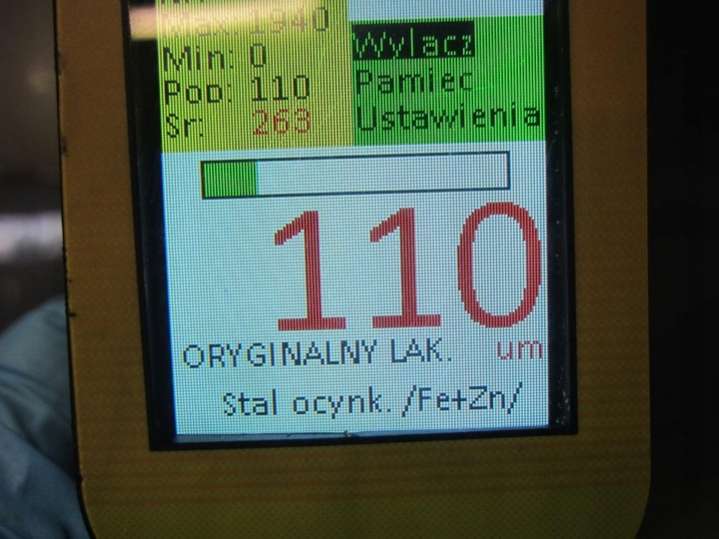 Max: 1940
Min: 0
Pop: 110
Sr: 263
Wylacz
Pamiec
Ustawienia
110
um
ORYGINALNY LAK.
Stal ocynk. /Fe+Zn/